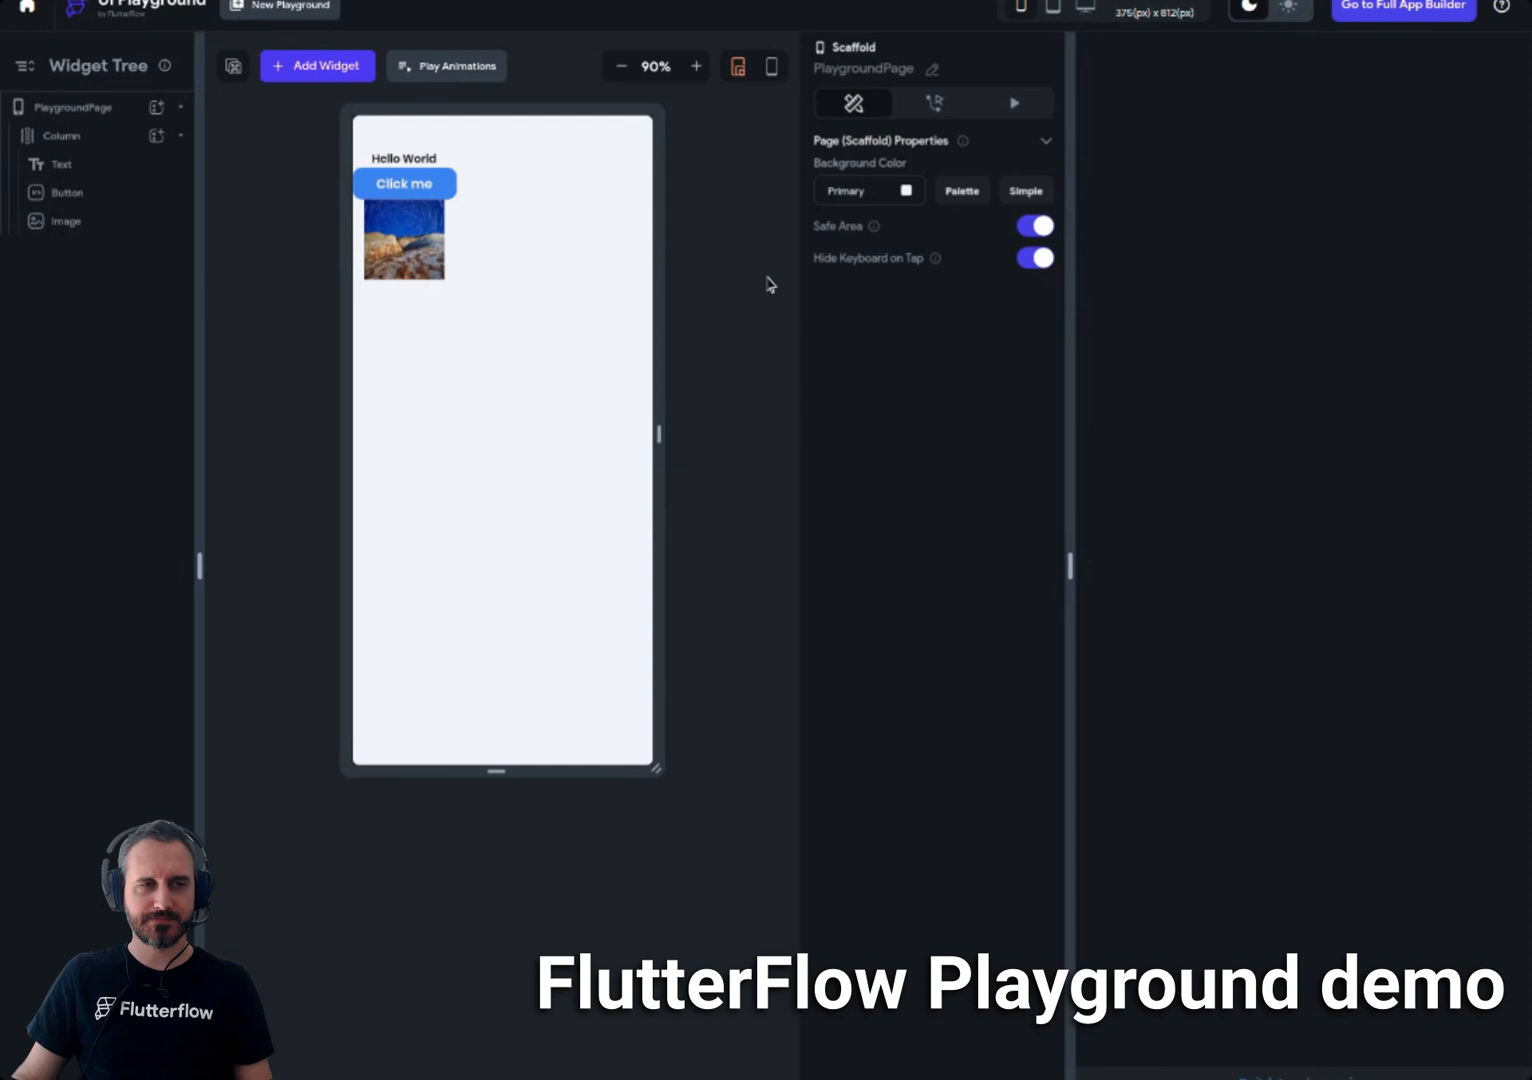 UI Playground
by FlutterFlow
New Playground
375(px) x 812(px)
Go to Full App Builder
Widget Tree
Add Widget
Play Animations
90%
Scaffold
PlaygroundPage
PlaygroundPage
Column
Text
Button
Image
Hello World
Click me
Page (Scaffold) Properties
Background Color
Primary
Palette
Simple
Safe Area
Hide Keyboard on Tap
Flutterflow
FlutterFlow Playground demo